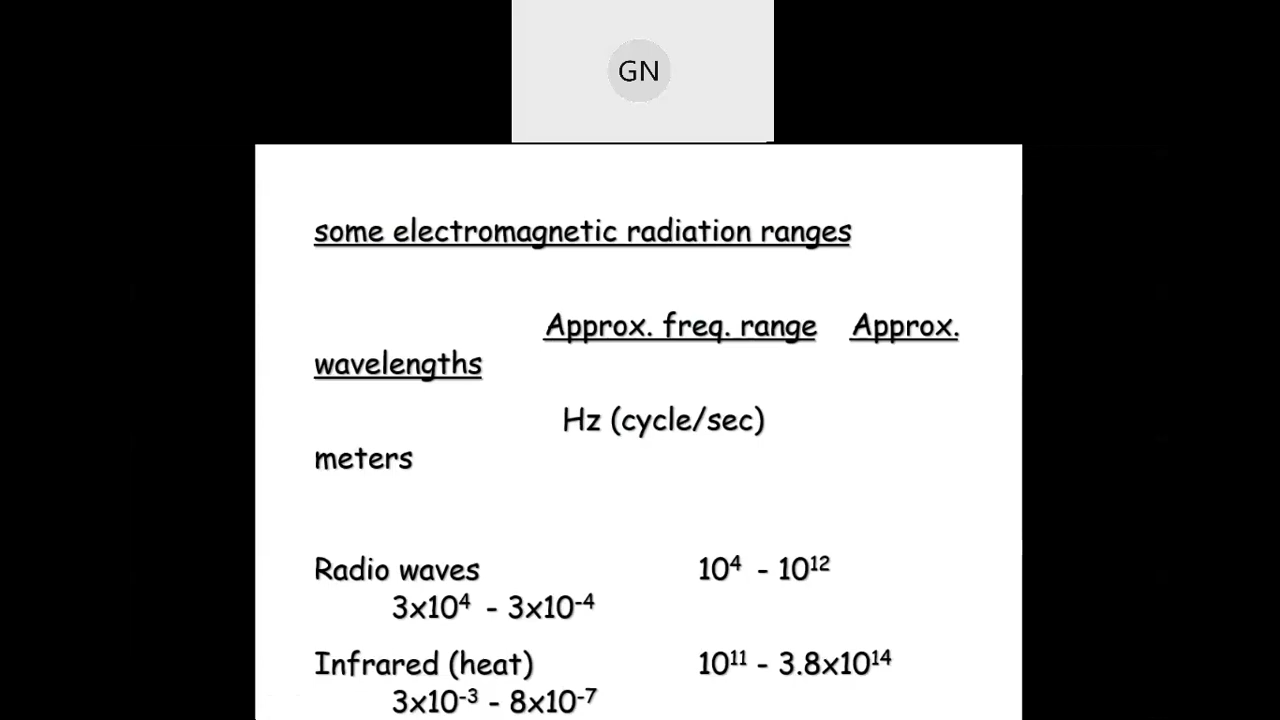 GN
some electromagnetic radiation ranges
Approx. freq. range Approx.
wavelengths
Hz (cycle/sec)
meters
Radio waves 10⁴ - 10¹²
3x10⁴ - 3x10⁻⁴
Infrared (heat) 10¹¹ - 3.8x10¹⁴
3x10⁻³ - 8x10⁻⁷